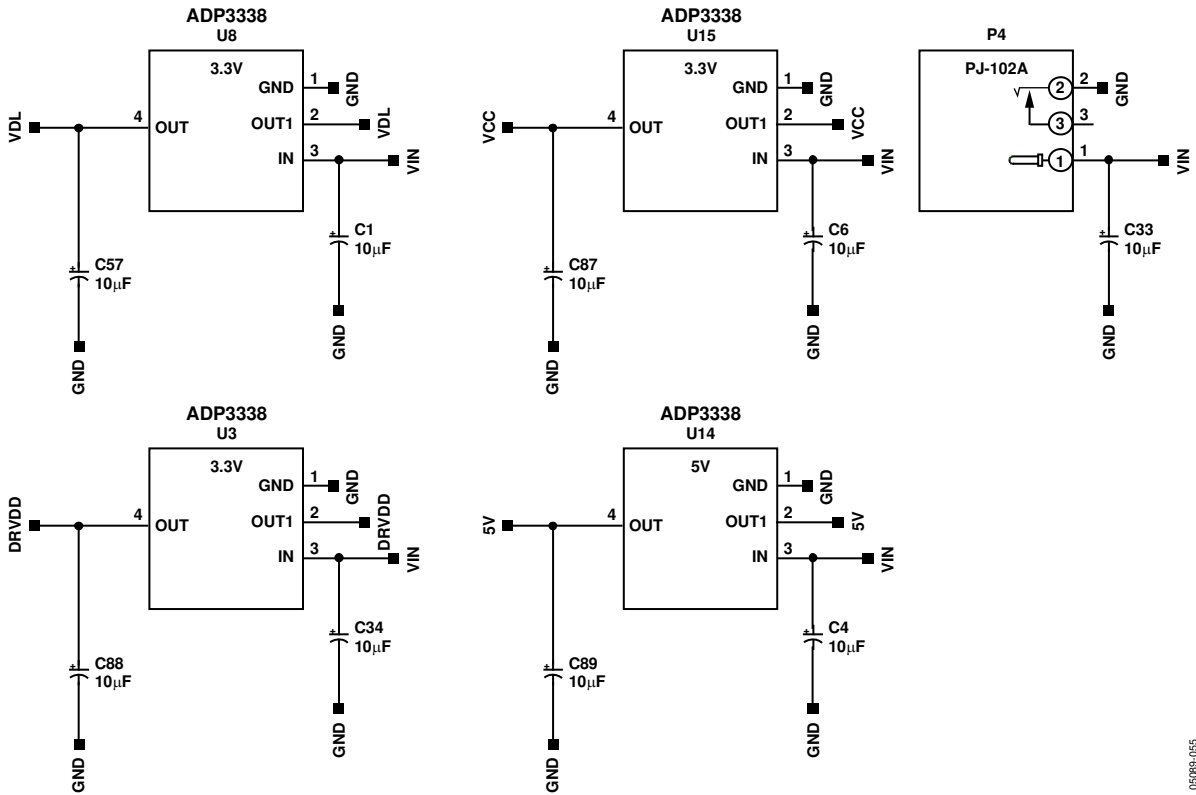 ADP3338
U8
3.3V
GND
1
GND
VDL
4
OUT
OUT1
2
VDL
IN
3
VIN
C1
10μF
GND
C57
10μF
GND
ADP3338
U15
3.3V
GND
1
GND
VCC
4
OUT
OUT1
2
VCC
IN
3
VIN
C6
10μF
GND
C87
10μF
GND
P4
PJ-102A
2
2
GND
3
3
1
1
VIN
C33
10μF
GND
ADP3338
U3
3.3V
GND
1
GND
DRVDD
4
OUT
OUT1
2
DRVDD
IN
3
VIN
C34
10μF
GND
C88
10μF
GND
ADP3338
U14
5V
GND
1
GND
5V
4
OUT
OUT1
2
5V
IN
3
VIN
C4
10μF
GND
C89
10μF
GND
05089-055